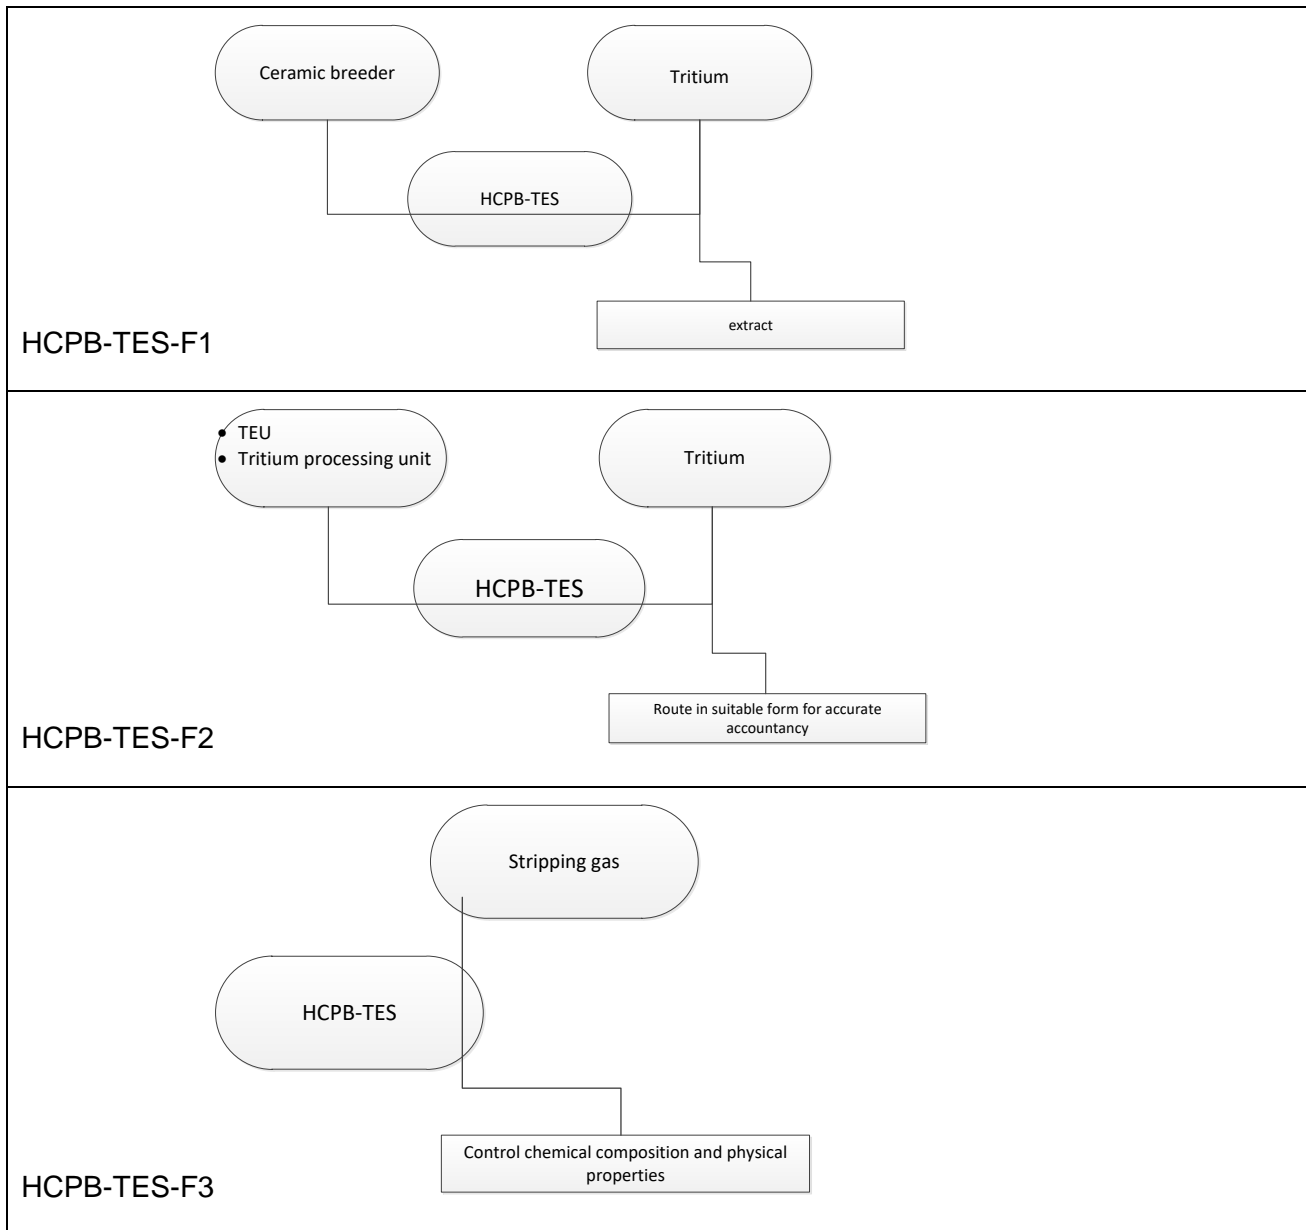 Ceramic breeder
Tritium
HCPB-TES
extract
HCPB-TES-F1
• TEU
• Tritium processing unit
Tritium
HCPB-TES
Route in suitable form for accurate
accountancy
HCPB-TES-F2
Stripping gas
HCPB-TES
Control chemical composition and physical
properties
HCPB-TES-F3